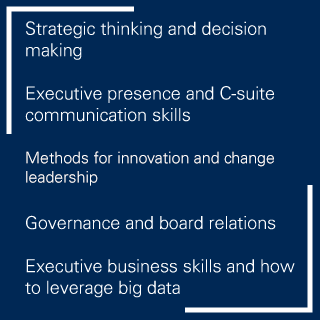 Strategic thinking and decision
making
Executive presence and C-suite
communication skills
Methods for innovation and change
leadership
Governance and board relations
Executive business skills and how
to leverage big data